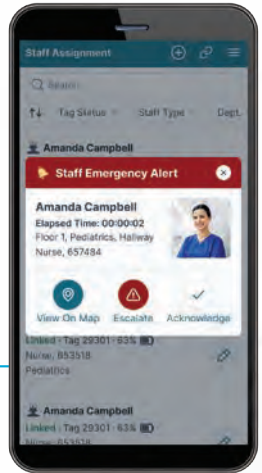 Staff Assignment
Search
Tag Status Staff Type Dept.
Amanda Campbell
Staff Emergency Alert
Amanda Campbell
Elapsed Time: 00:00:02
Floor 1, Pediatrics, Hallway
Nurse, 657484
View On Map Escalate Acknowledge
Linked - Tag 29301 - 63%
Nurse, 653518
Pediatrics
Amanda Campbell
Linked - Tag 29301 - 63%
Nurse, 653518